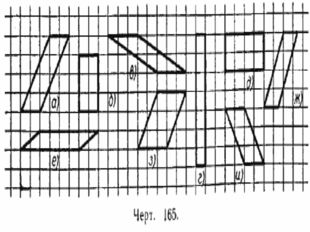 а) б) в) г) д) ж)
е) з) и)
Черт. 165.